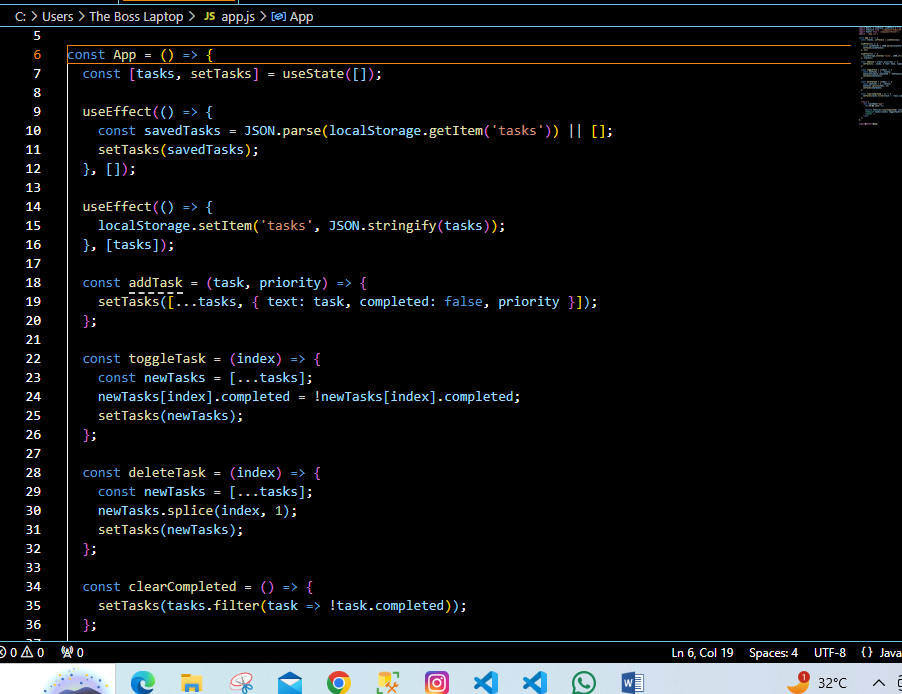 C: > Users > The Boss Laptop > JS app.js > App
5
6 const App = () => {
7 const [tasks, setTasks] = useState([]);
8
9 useEffect(() => {
10 const savedTasks = JSON.parse(localStorage.getItem('tasks')) || [];
11 setTasks(savedTasks);
12 }, []);
13
14 useEffect(() => {
15 localStorage.setItem('tasks', JSON.stringify(tasks));
16 }, [tasks]);
17
18 const addTask = (task, priority) => {
19 setTasks([...tasks, { text: task, completed: false, priority }]);
20 };
21
22 const toggleTask = (index) => {
23 const newTasks = [...tasks];
24 newTasks[index].completed = !newTasks[index].completed;
25 setTasks(newTasks);
26 };
27
28 const deleteTask = (index) => {
29 const newTasks = [...tasks];
30 newTasks.splice(index, 1);
31 setTasks(newTasks);
32 };
33
34 const clearCompleted = () => {
35 setTasks(tasks.filter(task => !task.completed));
36 };
0 0 0 Ln 6, Col 19 Spaces: 4 UTF-8 {} Java
W 1 32°C